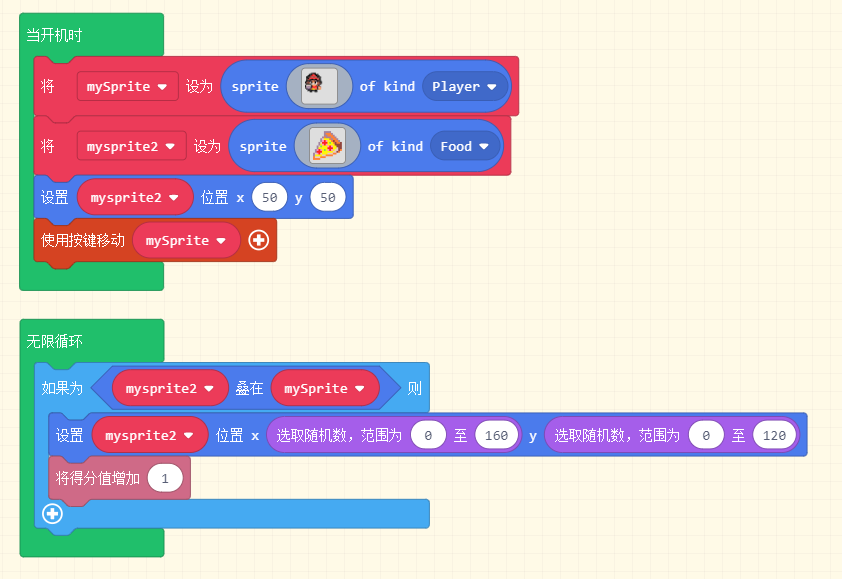 当开机时
将 mySprite 设为 sprite of kind Player
将 mysprite2 设为 sprite of kind Food
设置 mysprite2 位置 x 50 y 50
使用按键移动 mySprite
无限循环
如果为 mysprite2 叠在 mySprite 则
设置 mysprite2 位置 x 选取随机数，范围为 0 至 160 y 选取随机数，范围为 0 至 120
将得分值增加 1